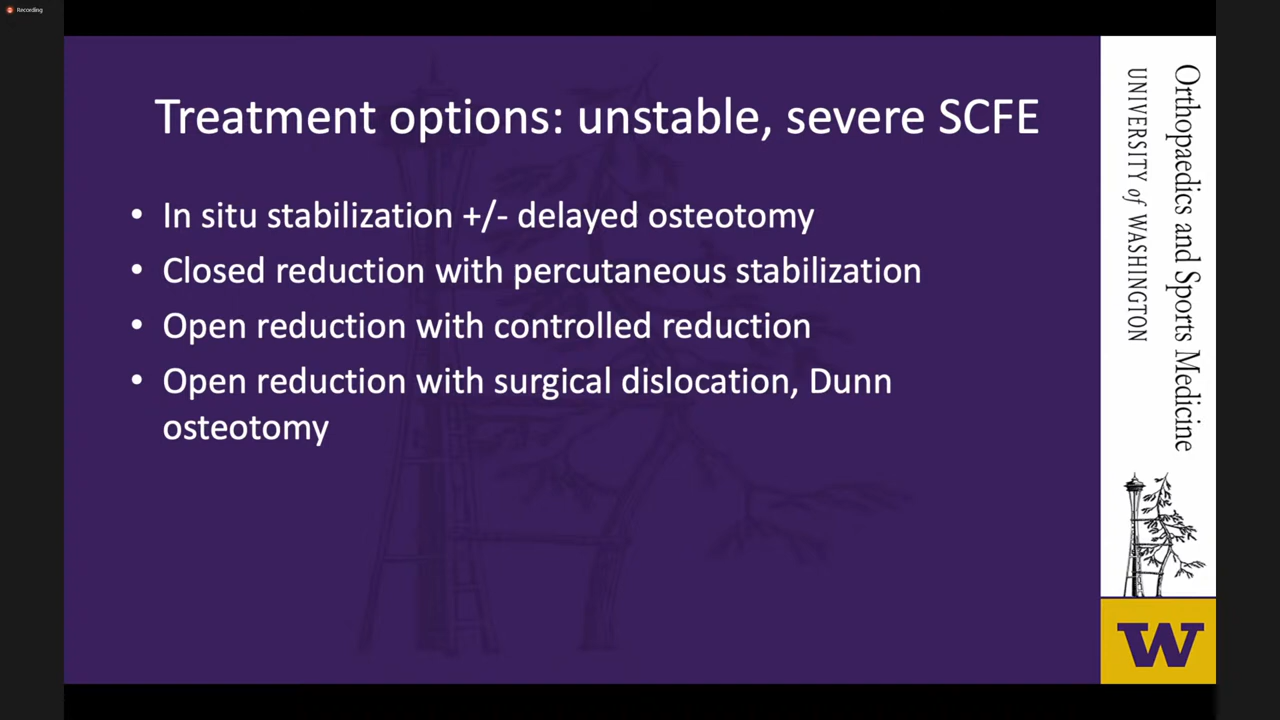 Recording
Treatment options: unstable, severe SCFE
• In situ stabilization +/- delayed osteotomy
• Closed reduction with percutaneous stabilization
• Open reduction with controlled reduction
• Open reduction with surgical dislocation, Dunn
osteotomy
Orthopaedics and Sports Medicine
UNIVERSITY of WASHINGTON
W